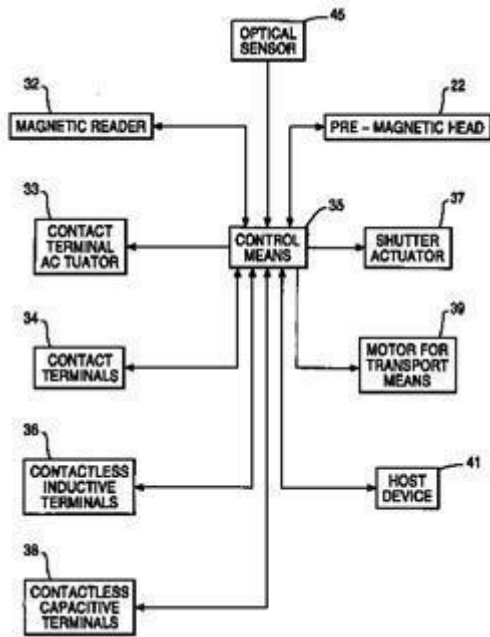 45
OPTICAL
SENSOR
32
MAGNETIC READER
22
PRE - MAGNETIC HEAD
33
CONTACT
TERMINAL
AC TUATOR
35
CONTROL
MEANS
37
SHUTTER
ACTUATOR
34
CONTACT
TERMINALS
39
MOTOR FOR
TRANSPORT
MEANS
36
CONTACTLESS
INDUCTIVE
TERMINALS
41
HOST
DEVICE
38
CONTACTLESS
CAPACITIVE
TERMINALS